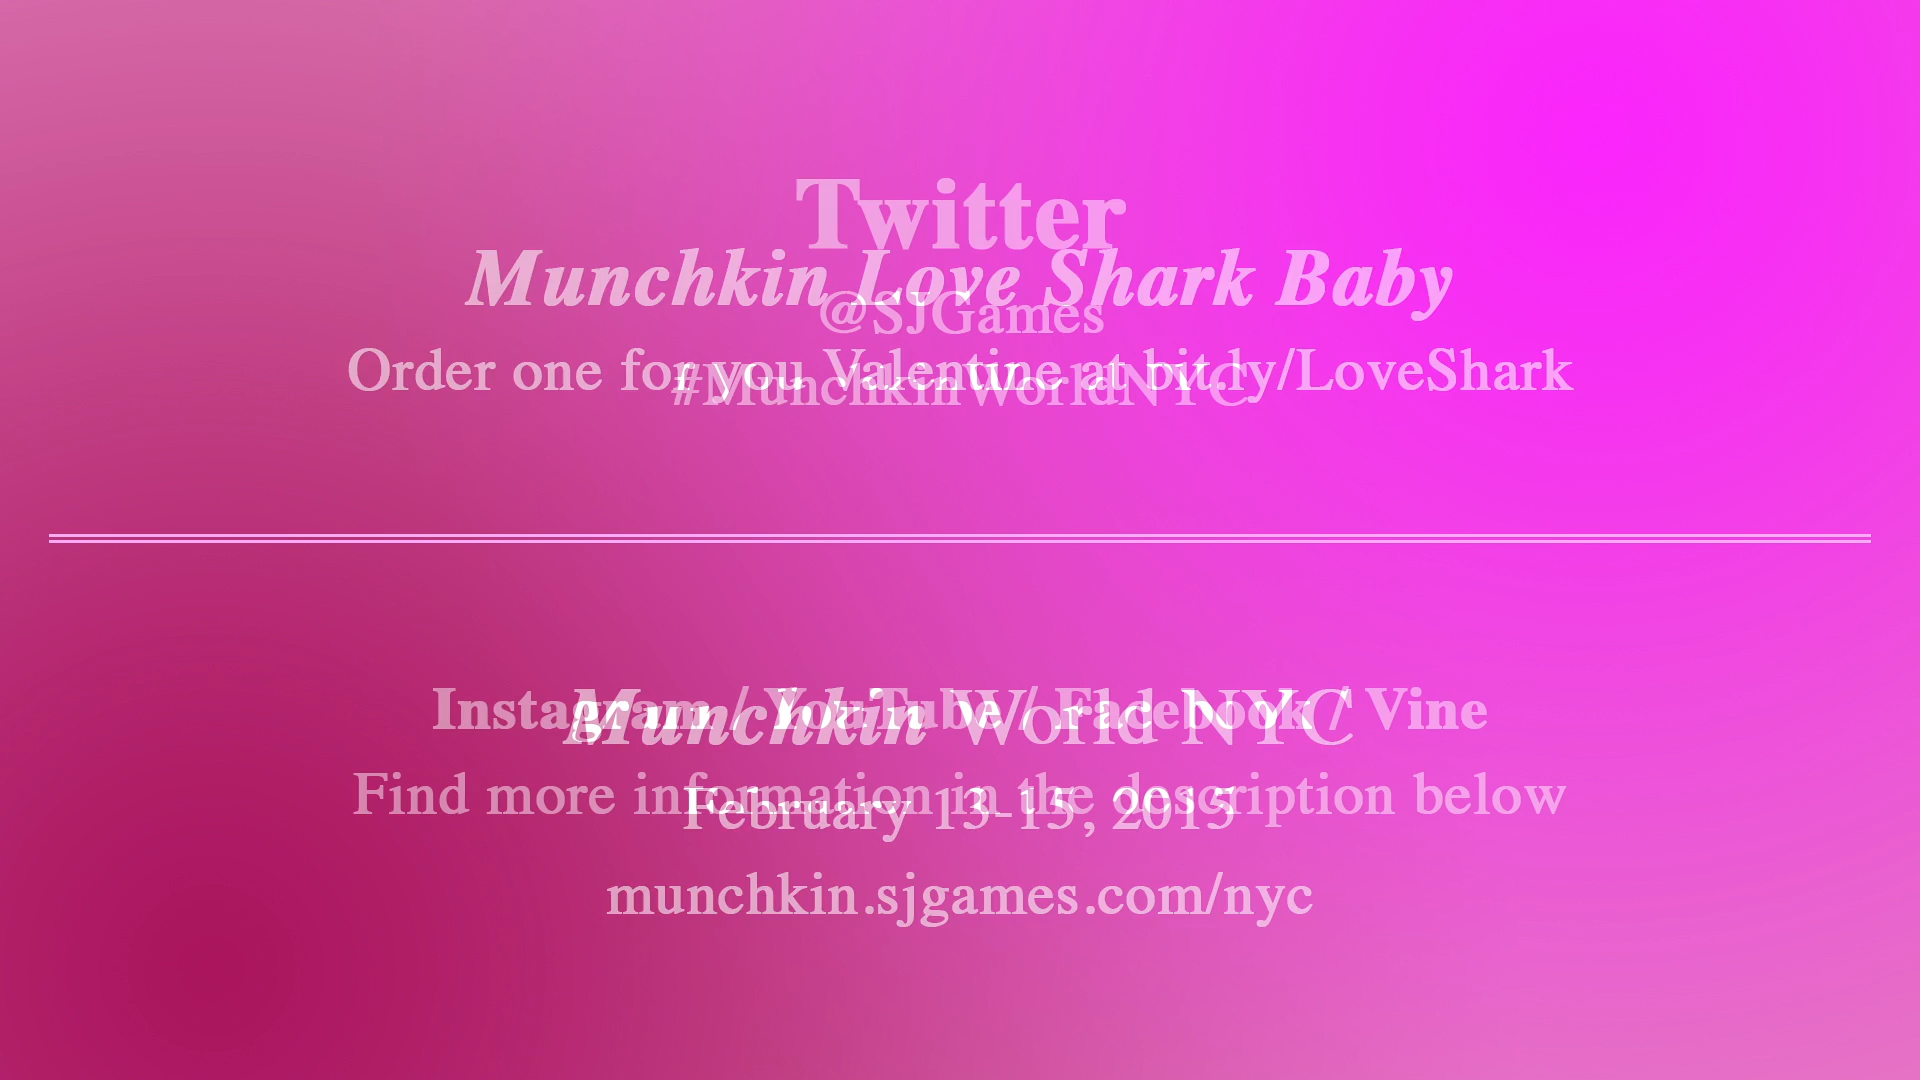 Twitter
Munchkin Love Shark Baby
@SJGames
Order one for you Valentine at bit.ly/LoveShark
#MunchkinWorldNYC
Instagram / YouTube / Facebook / Vine
Munchkin World NYC
Find more information in the description below
February 13-15, 2015
munchkin.sjgames.com/nyc